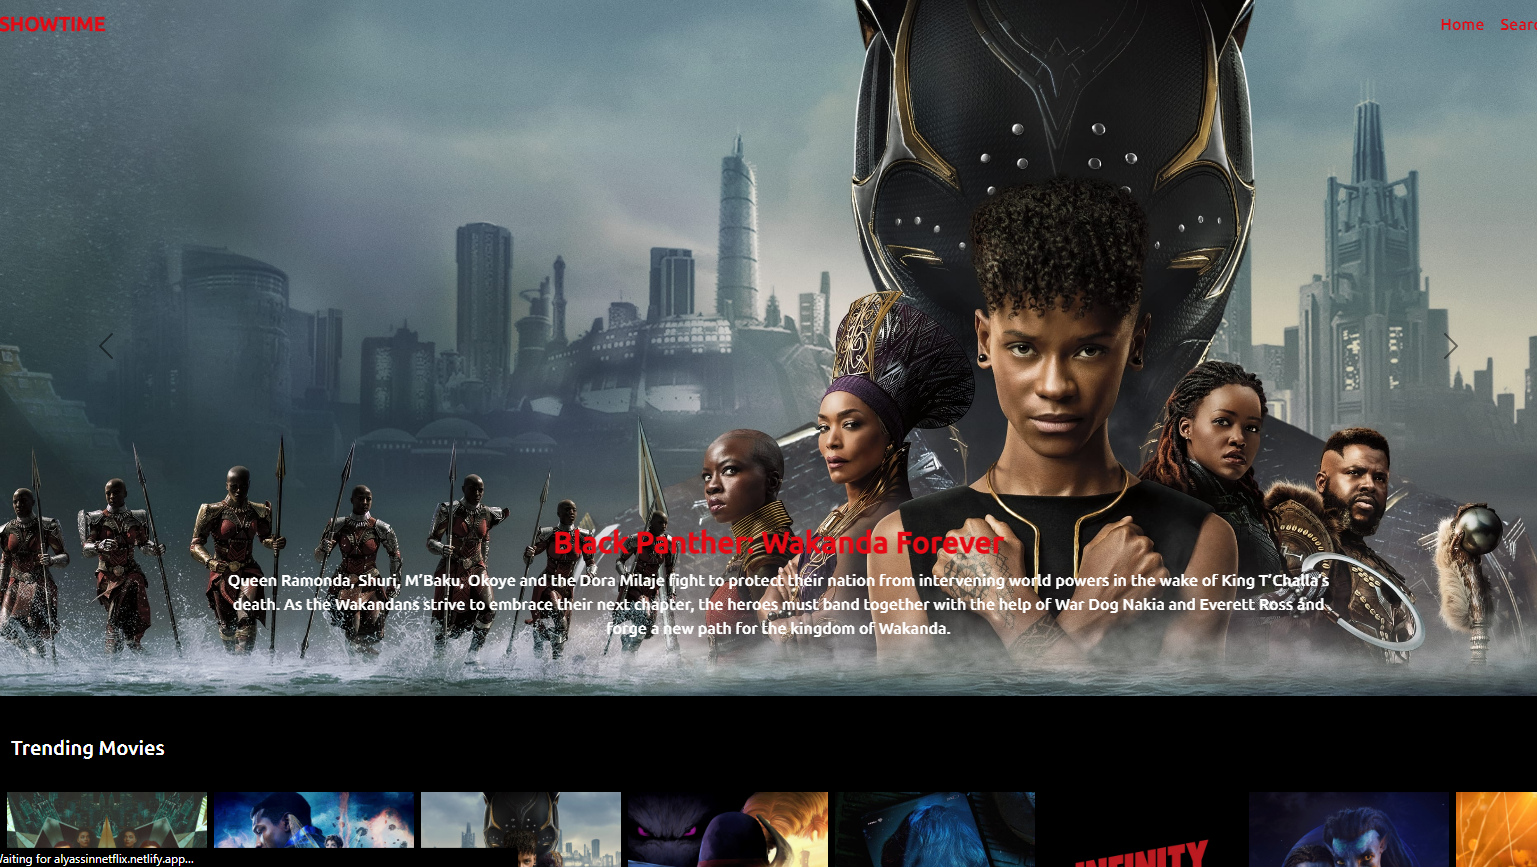 SHOWTIME
Home Searc
Black Panther: Wakanda Forever
Queen Ramonda, Shuri, M’Baku, Okoye and the Dora Milaje fight to protect their nation from intervening world powers in the wake of King T’Challa’s
death. As the Wakandans strive to embrace their next chapter, the heroes must band together with the help of War Dog Nakia and Everett Ross and
forge a new path for the kingdom of Wakanda.
Trending Movies
INFINITY
Waiting for alyassinnetflix.netlify.app...